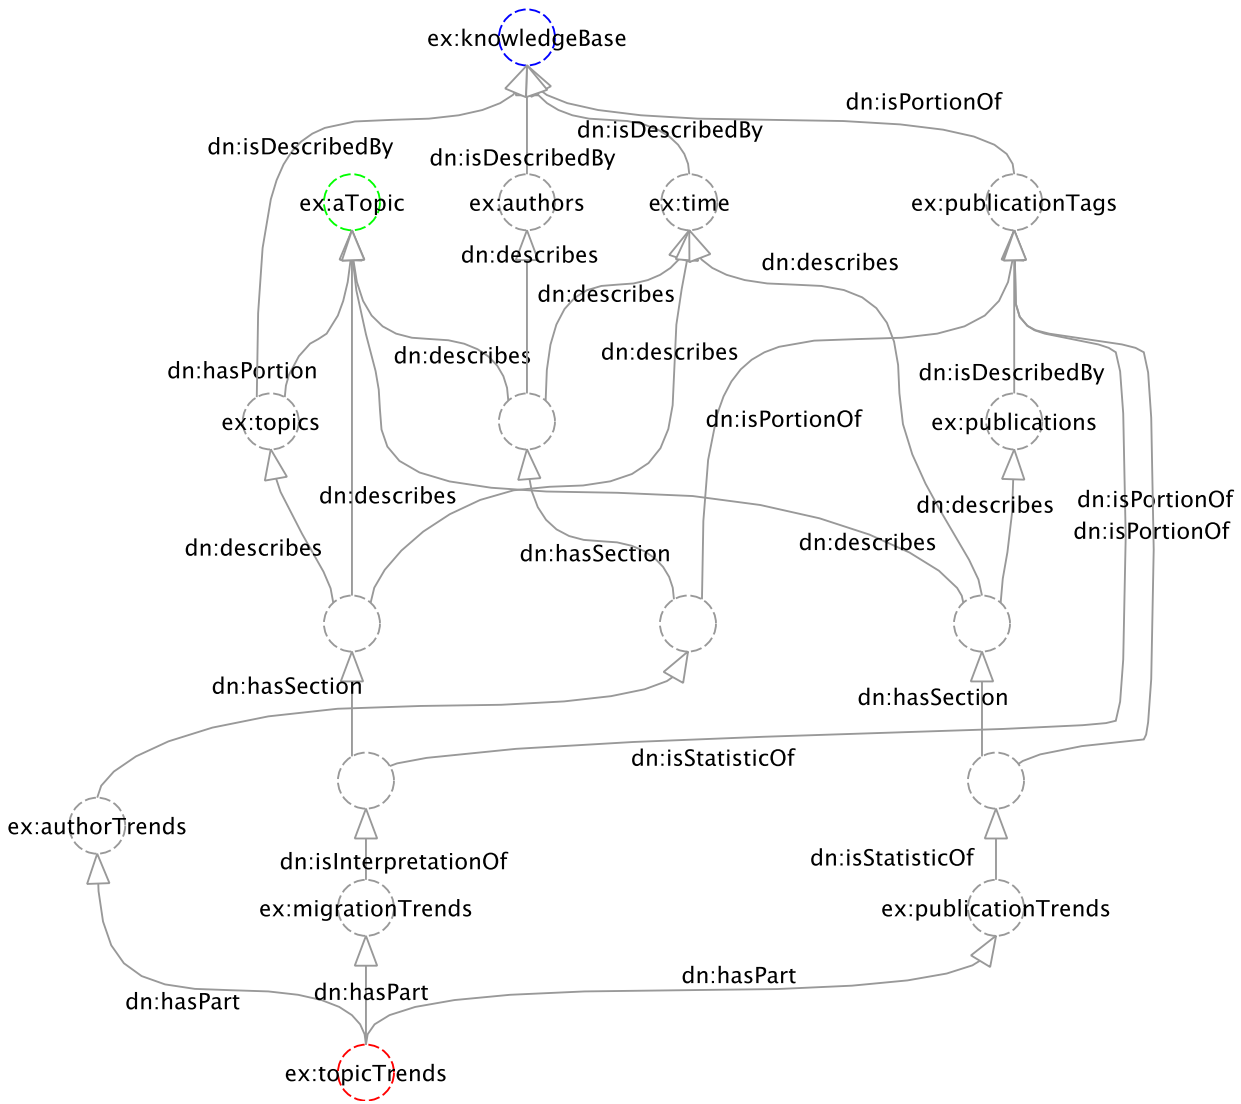 ex:knowledgeBase
dn:isPortionOf
dn:isDescribedBy
dn:isDescribedBy
dn:isDescribedBy
ex:aTopic
ex:authors
ex:time
ex:publicationTags
dn:describes
dn:describes
dn:describes
dn:describes
dn:describes
dn:hasPortion
dn:isDescribedBy
dn:isPortionOf
ex:topics
ex:publications
dn:describes
dn:isPortionOf
dn:describes
dn:isPortionOf
dn:describes
dn:hasSection
dn:describes
dn:hasSection
dn:hasSection
dn:isStatisticOf
ex:authorTrends
dn:isInterpretationOf
dn:isStatisticOf
ex:migrationTrends
ex:publicationTrends
dn:hasPart
dn:hasPart
dn:hasPart
ex:topicTrends